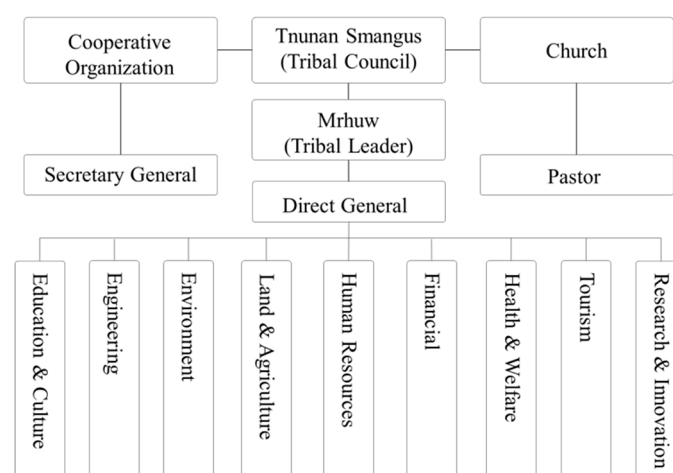 Cooperative
Organization
Tnunan Smangus
(Tribal Council)
Church
Mrhuw
(Tribal Leader)
Secretary General
Pastor
Direct General
Education & Culture
Engineering
Environment
Land & Agriculture
Human Resources
Financial
Health & Welfare
Tourism
Research & Innovation